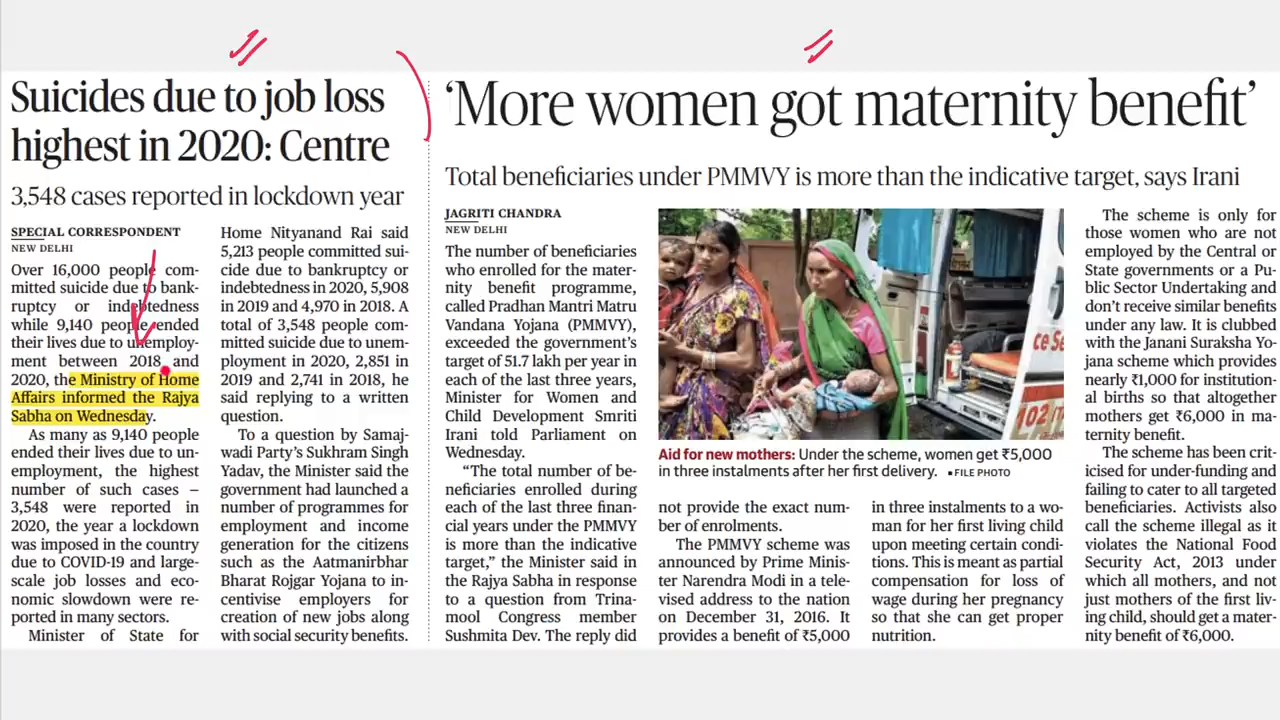 Suicides due to job loss
highest in 2020: Centre
3,548 cases reported in lockdown year
SPECIAL CORRESPONDENT
NEW DELHI
Over 16,000 people com-
mitted suicide due to bank-
ruptcy or indebtedness
while 9,140 people ended
their lives due to unemploy-
ment between 2018 and
2020, the Ministry of Home
Affairs informed the Rajya
Sabha on Wednesday.
As many as 9,140 people
ended their lives due to un-
employment, the highest
number of such cases –
3,548 were reported in
2020, the year a lockdown
was imposed in the country
due to COVID-19 and large-
scale job losses and eco-
nomic slowdown were re-
ported in many sectors.
Minister of State for
Home Nityanand Rai said
5,213 people committed sui-
cide due to bankruptcy or
indebtedness in 2020, 5,908
in 2019 and 4,970 in 2018. A
total of 3,548 people com-
mitted suicide due to unem-
ployment in 2020, 2,851 in
2019 and 2,741 in 2018, he
said replying to a written
question.
To a question by Samaj-
wadi Party's Sukhram Singh
Yadav, the Minister said the
government had launched a
number of programmes for
employment and income
generation for the citizens
such as the Aatmanirbhar
Bharat Rojgar Yojana to in-
centivise employers for
creation of new jobs along
with social security benefits.
'More women got maternity benefit'
Total beneficiaries under PMMVY is more than the indicative target, says Irani
JAGRITI CHANDRA
NEW DELHI
The number of beneficiaries
who enrolled for the mater-
nity benefit programme,
called Pradhan Mantri Matru
Vandana Yojana (PMMVY),
exceeded the government's
target of 51.7 lakh per year in
each of the last three years,
Minister for Women and
Child Development Smriti
Irani told Parliament on
Wednesday.
"The total number of be-
neficiaries enrolled during
each of the last three finan-
cial years under the PMMVY
is more than the indicative
target," the Minister said in
the Rajya Sabha in response
to a question from Trina-
mool Congress member
Sushmita Dev. The reply did
ce Se
102 /T
Aid for new mothers: Under the scheme, women get ₹5,000
in three instalments after her first delivery. ▪ FILE PHOTO
not provide the exact num-
ber of enrolments.
The PMMVY scheme was
announced by Prime Minis-
ter Narendra Modi in a tele-
vised address to the nation
on December 31, 2016. It
provides a benefit of ₹5,000
in three instalments to a wo-
man for her first living child
upon meeting certain condi-
tions. This is meant as partial
compensation for loss of
wage during her pregnancy
so that she can get proper
nutrition.
The scheme is only for
those women who are not
employed by the Central or
State governments or a Pu-
blic Sector Undertaking and
don't receive similar benefits
under any law. It is clubbed
with the Janani Suraksha Yo-
jana scheme which provides
nearly ₹1,000 for institution-
al births so that altogether
mothers get ₹6,000 in ma-
ternity benefit.
The scheme has been crit-
icised for under-funding and
failing to cater to all targeted
beneficiaries. Activists also
call the scheme illegal as it
violates the National Food
Security Act, 2013 under
which all mothers, and not
just mothers of the first liv-
ing child, should get a mater-
nity benefit of ₹6,000.